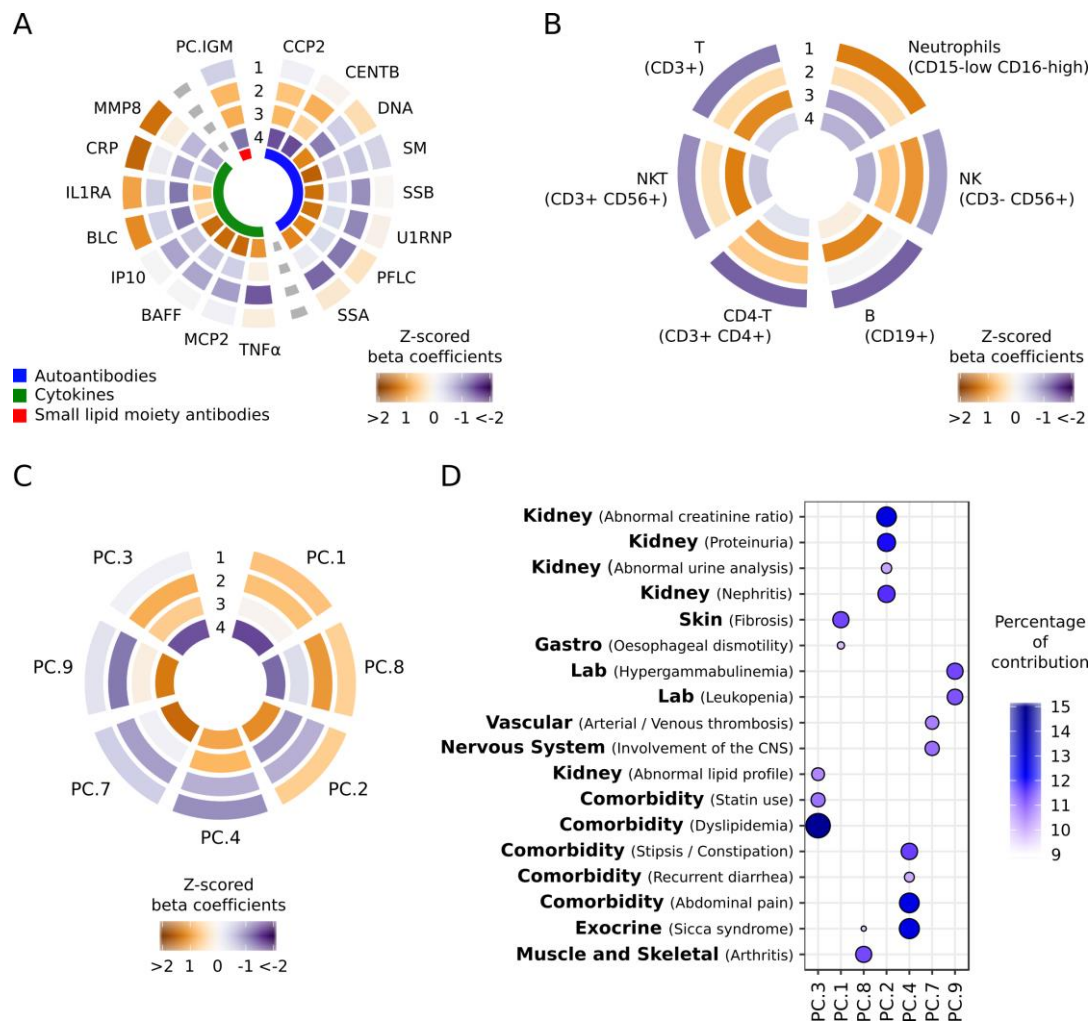 A
PC.IGM
CCP2
CENTB
DNA
SM
SSB
U1RNP
PFLC
SSA
TNFα
MCP2
BAFF
IP10
BLC
IL1RA
CRP
MMP8
1
2
3
4
Autoantibodies
Cytokines
Small lipid moiety antibodies
Z-scored
beta coefficients
>2 1 0 -1 <-2
B
T
(CD3+)
1
2
3
4
Neutrophils
(CD15-low CD16-high)
NKT
(CD3+ CD56+)
NK
(CD3- CD56+)
CD4-T
(CD3+ CD4+)
B
(CD19+)
Z-scored
beta coefficients
>2 1 0 -1 <-2
C
PC.3
1
2
3
4
PC.1
PC.9
PC.8
PC.7
PC.2
PC.4
Z-scored
beta coefficients
>2 1 0 -1 <-2
D
Kidney (Abnormal creatinine ratio)
Kidney (Proteinuria)
Kidney (Abnormal urine analysis)
Kidney (Nephritis)
Skin (Fibrosis)
Gastro (Oesophageal dismotility)
Lab (Hypergammabulinemia)
Lab (Leukopenia)
Vascular (Arterial / Venous thrombosis)
Nervous System (Involvement of the CNS)
Kidney (Abnormal lipid profile)
Comorbidity (Statin use)
Comorbidity (Dyslipidemia)
Comorbidity (Stipsis / Constipation)
Comorbidity (Recurrent diarrhea)
Comorbidity (Abdominal pain)
Exocrine (Sicca syndrome)
Muscle and Skeletal (Arthritis)
PC.3
PC.1
PC.8
PC.2
PC.4
PC.7
PC.9
Percentage
of
contribution
15
14
13
12
11
10
9